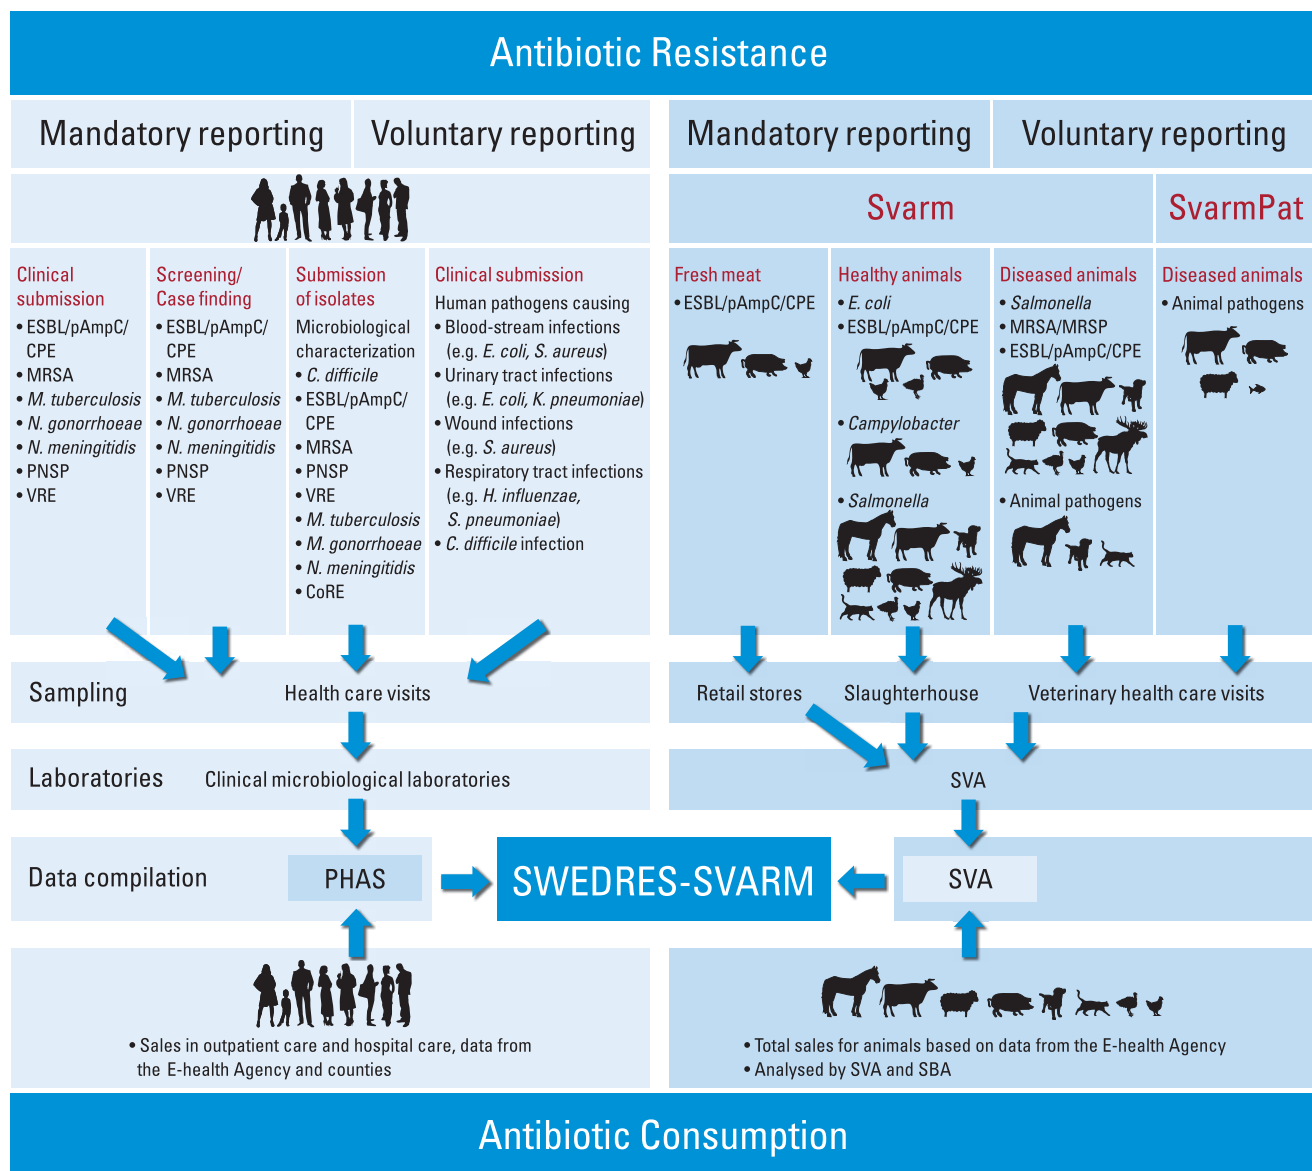 Antibiotic Resistance
Mandatory reporting
Voluntary reporting
Mandatory reporting
Voluntary reporting
Svarm
SvarmPat
Clinical
submission
• ESBL/pAmpC/
CPE
• MRSA
• M. tuberculosis
• N. gonorrhoeae
• N. meningitidis
• PNSP
• VRE
Screening/
Case finding
• ESBL/pAmpC/
CPE
• MRSA
• M. tuberculosis
• N. gonorrhoeae
• N. meningitidis
• PNSP
• VRE
Submission
of isolates
Microbiological
characterization
• C. difficile
• ESBL/pAmpC/
CPE
• MRSA
• PNSP
• VRE
• M. tuberculosis
• M. gonorrhoeae
• N. meningitidis
• CoRE
Clinical submission
Human pathogens causing
• Blood-stream infections
(e.g. E. coli, S. aureus)
• Urinary tract infections
(e.g. E. coli, K. pneumoniae)
• Wound infections
(e.g. S. aureus)
• Respiratory tract infections
(e.g. H. influenzae,
S. pneumoniae)
• C. difficile infection
Fresh meat
• ESBL/pAmpC/CPE
Healthy animals
• E. coli
• ESBL/pAmpC/CPE
• Campylobacter
• Salmonella
Diseased animals
• Salmonella
• MRSA/MRSP
• ESBL/pAmpC/CPE
• Animal pathogens
Diseased animals
• Animal pathogens
Sampling
Health care visits
Retail stores
Slaughterhouse
Veterinary health care visits
Laboratories
Clinical microbiological laboratories
SVA
Data compilation
PHAS
SWEDRES-SVARM
SVA
• Sales in outpatient care and hospital care, data from
the E-health Agency and counties
• Total sales for animals based on data from the E-health Agency
• Analysed by SVA and SBA
Antibiotic Consumption